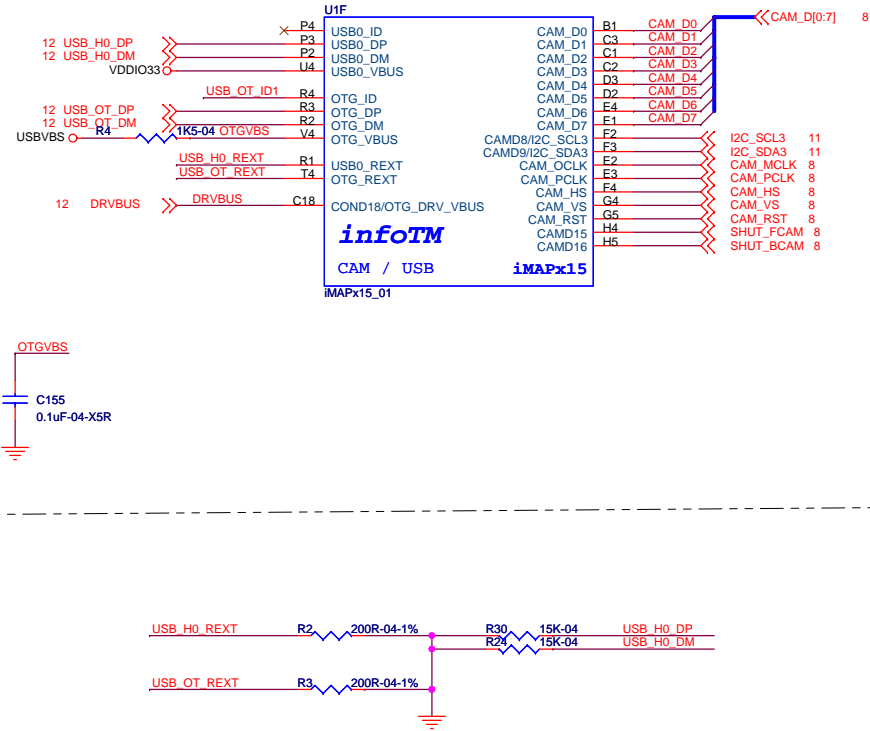 U1F
P4 USB0_ID CAM_D0 B1 CAM_D0 CAM_D[0:7] 8
12 USB_H0_DP P3 USB0_DP CAM_D1 C3 CAM_D1
12 USB_H0_DM P2 USB0_DM CAM_D2 C1 CAM_D2
VDDIO33 U4 USB0_VBUS CAM_D3 C2 CAM_D3
CAM_D4 D3 CAM_D4
USB_OT_ID1 R4 OTG_ID CAM_D5 D2 CAM_D5
12 USB_OT_DP R3 OTG_DP CAM_D6 E4 CAM_D6
12 USB_OT_DM R2 OTG_DM CAM_D7 E1 CAM_D7
USBVBS R4 1K5-04 OTGVBS V4 OTG_VBUS CAMD8/I2C_SCL3 F2 I2C_SCL3 11
CAMD9/I2C_SDA3 F3 I2C_SDA3 11
USB_H0_REXT R1 USB0_REXT CAM_OCLK E2 CAM_MCLK 8
USB_OT_REXT T4 OTG_REXT CAM_PCLK E3 CAM_PCLK 8
CAM_HS F4 CAM_HS 8
12 DRVBUS DRVBUS C18 COND18/OTG_DRV_VBUS CAM_VS G4 CAM_VS 8
CAM_RST G5 CAM_RST 8
CAMD15 H4 SHUT_FCAM 8
CAMD16 H5 SHUT_BCAM 8
infoTM
CAM / USB iMAPx15
iMAPx15_01
OTGVBS
C155
0.1uF-04-X5R
USB_H0_REXT R2 200R-04-1% R30 15K-04 USB_H0_DP
R24 15K-04 USB_H0_DM
USB_OT_REXT R3 200R-04-1%